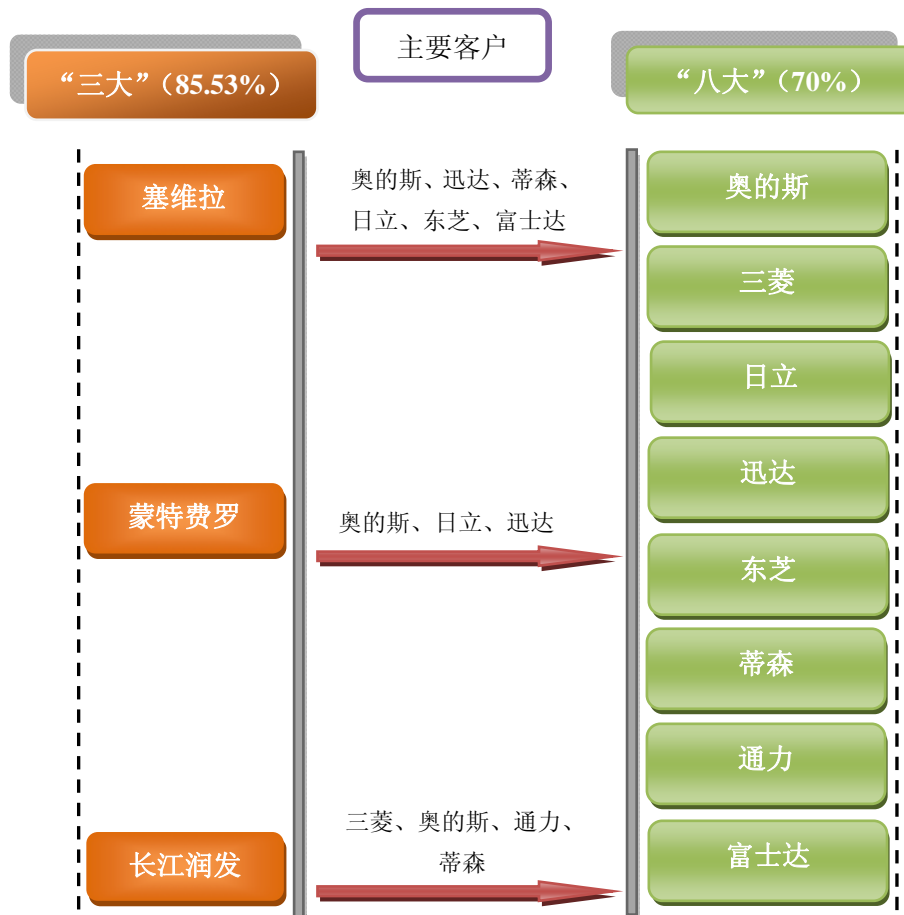 主要客户
“三大”（85.53%）
“八大”（70%）
塞维拉
奥的斯、迅达、蒂森、
日立、东芝、富士达
蒙特费罗
奥的斯、日立、迅达
长江润发
三菱、奥的斯、通力、
蒂森
奥的斯
三菱
日立
迅达
东芝
蒂森
通力
富士达